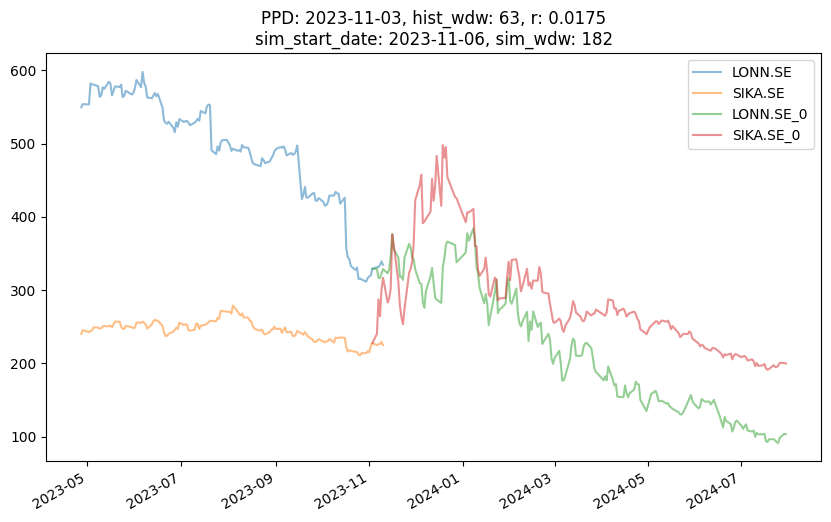 PPD: 2023-11-03, hist_wdw: 63, r: 0.0175
sim_start_date: 2023-11-06, sim_wdw: 182
LONN.SE
SIKA.SE
LONN.SE_0
SIKA.SE_0
600
500
400
300
200
100
2023-05
2023-07
2023-09
2023-11
2024-01
2024-03
2024-05
2024-07